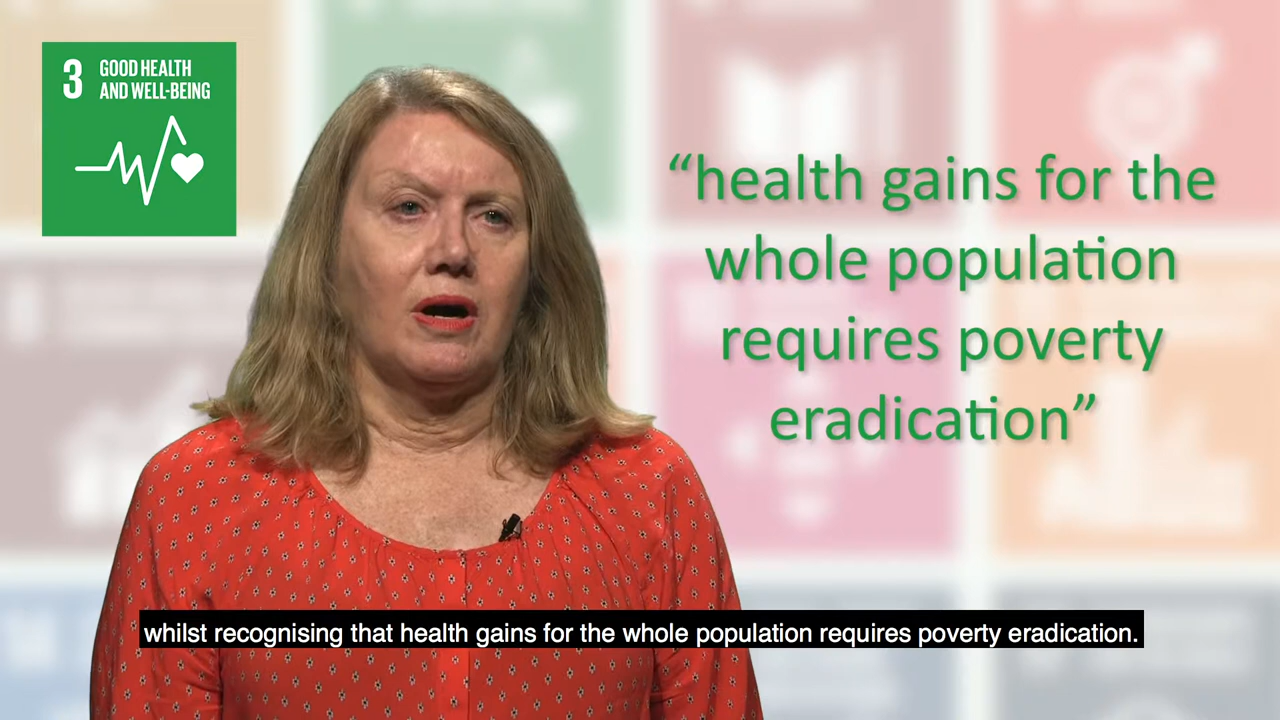 3 GOOD HEALTH
AND WELL-BEING
“health gains for the
whole population
requires poverty
eradication”
whilst recognising that health gains for the whole population requires poverty eradication.